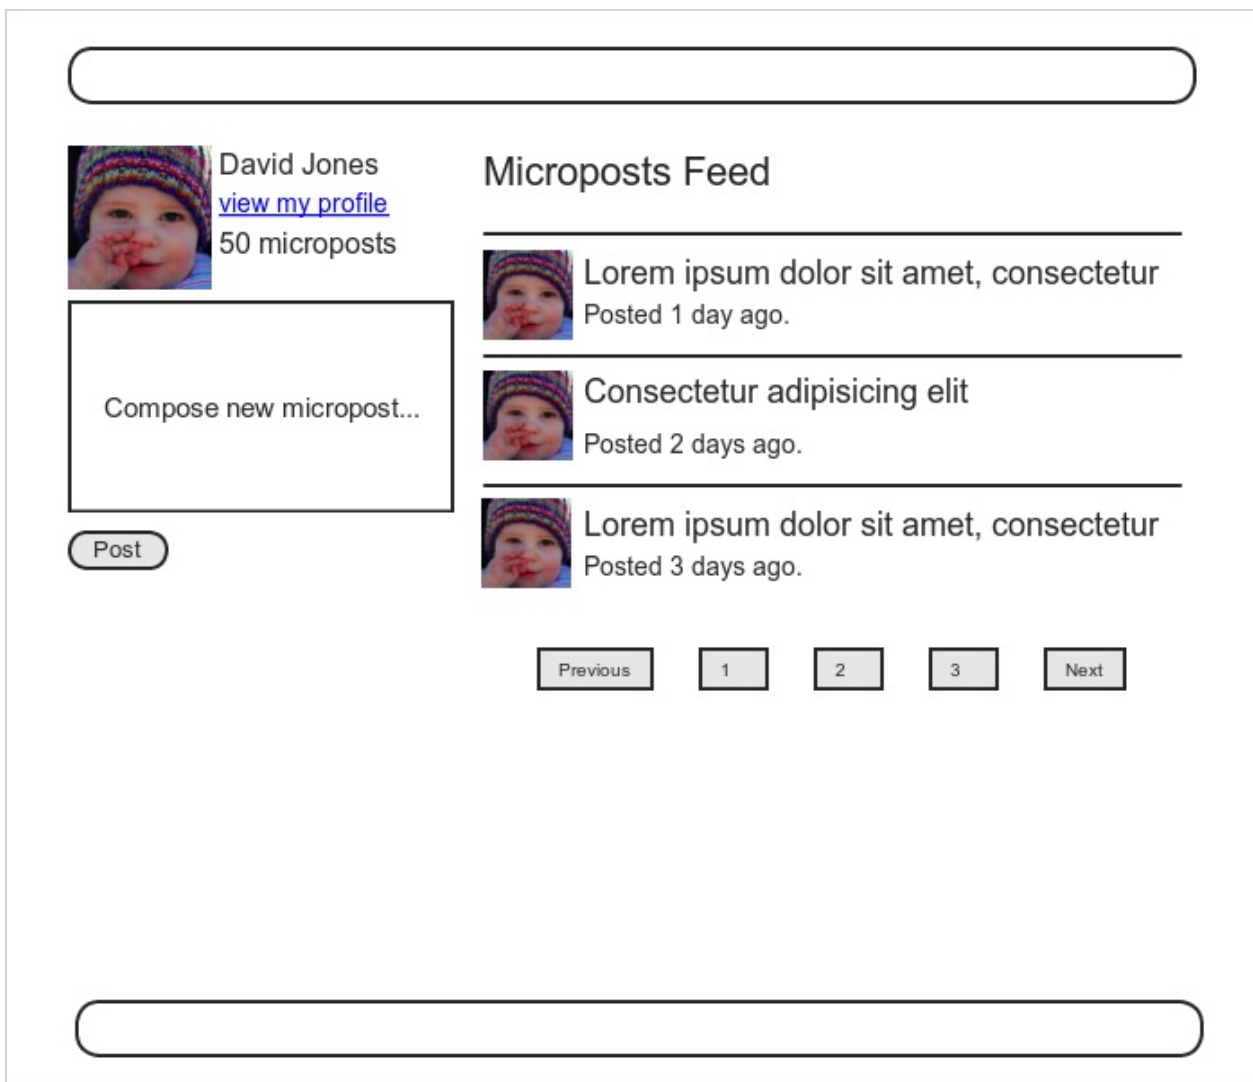 David Jones
view my profile
50 microposts
Compose new micropost...
Post
Microposts Feed
Lorem ipsum dolor sit amet, consectetur
Posted 1 day ago.
Consectetur adipisicing elit
Posted 2 days ago.
Lorem ipsum dolor sit amet, consectetur
Posted 3 days ago.
Previous 1 2 3 Next